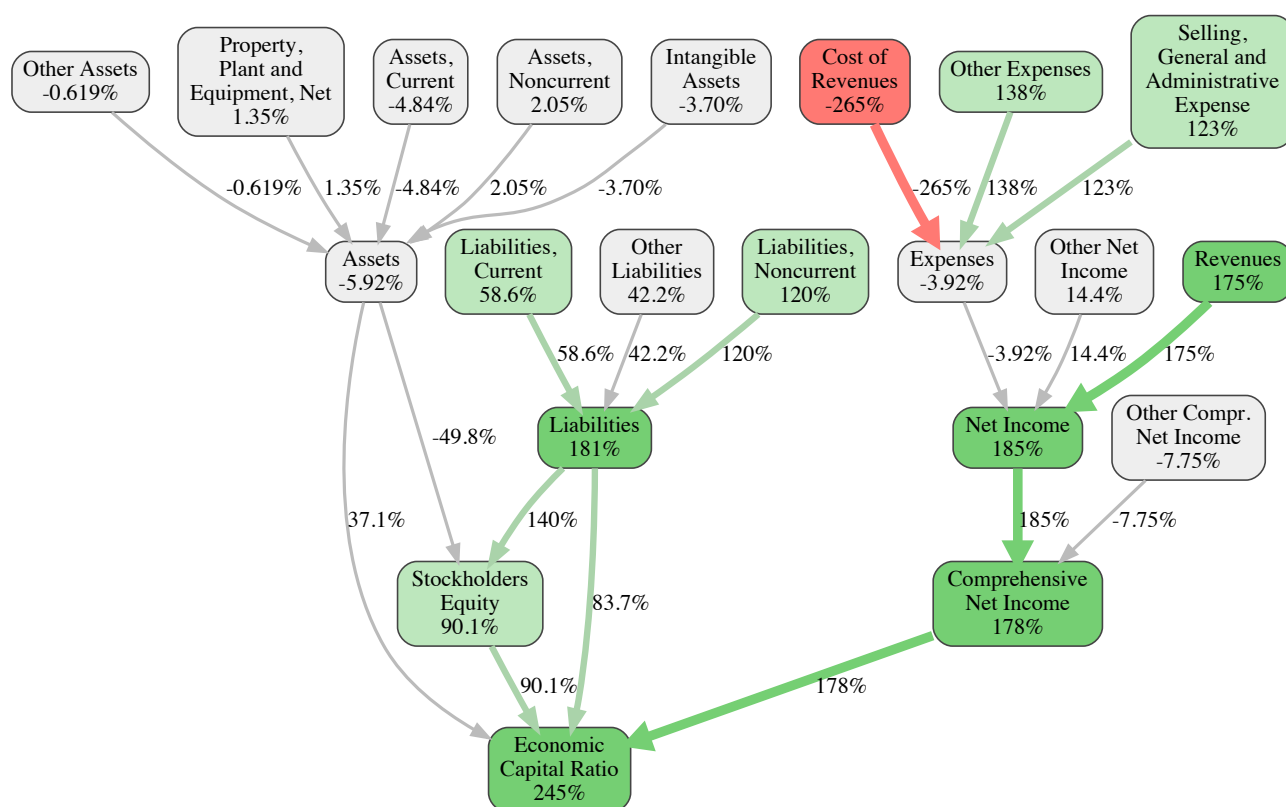 Other Assets
-0.619%
Property,
Plant and
Equipment, Net
1.35%
Assets,
Current
-4.84%
Assets,
Noncurrent
2.05%
Intangible
Assets
-3.70%
Cost of
Revenues
-265%
Other Expenses
138%
Selling,
General and
Administrative
Expense
123%
-0.619%
1.35%
-4.84%
2.05%
-3.70%
-265%
138%
123%
Assets
-5.92%
Liabilities,
Current
58.6%
Other
Liabilities
42.2%
Liabilities,
Noncurrent
120%
Expenses
-3.92%
Other Net
Income
14.4%
Revenues
175%
58.6%
42.2%
120%
-3.92%
14.4%
175%
-49.8%
Liabilities
181%
Net Income
185%
Other Compr.
Net Income
-7.75%
37.1%
140%
185%
-7.75%
Stockholders
Equity
90.1%
83.7%
Comprehensive
Net Income
178%
90.1%
178%
Economic
Capital Ratio
245%